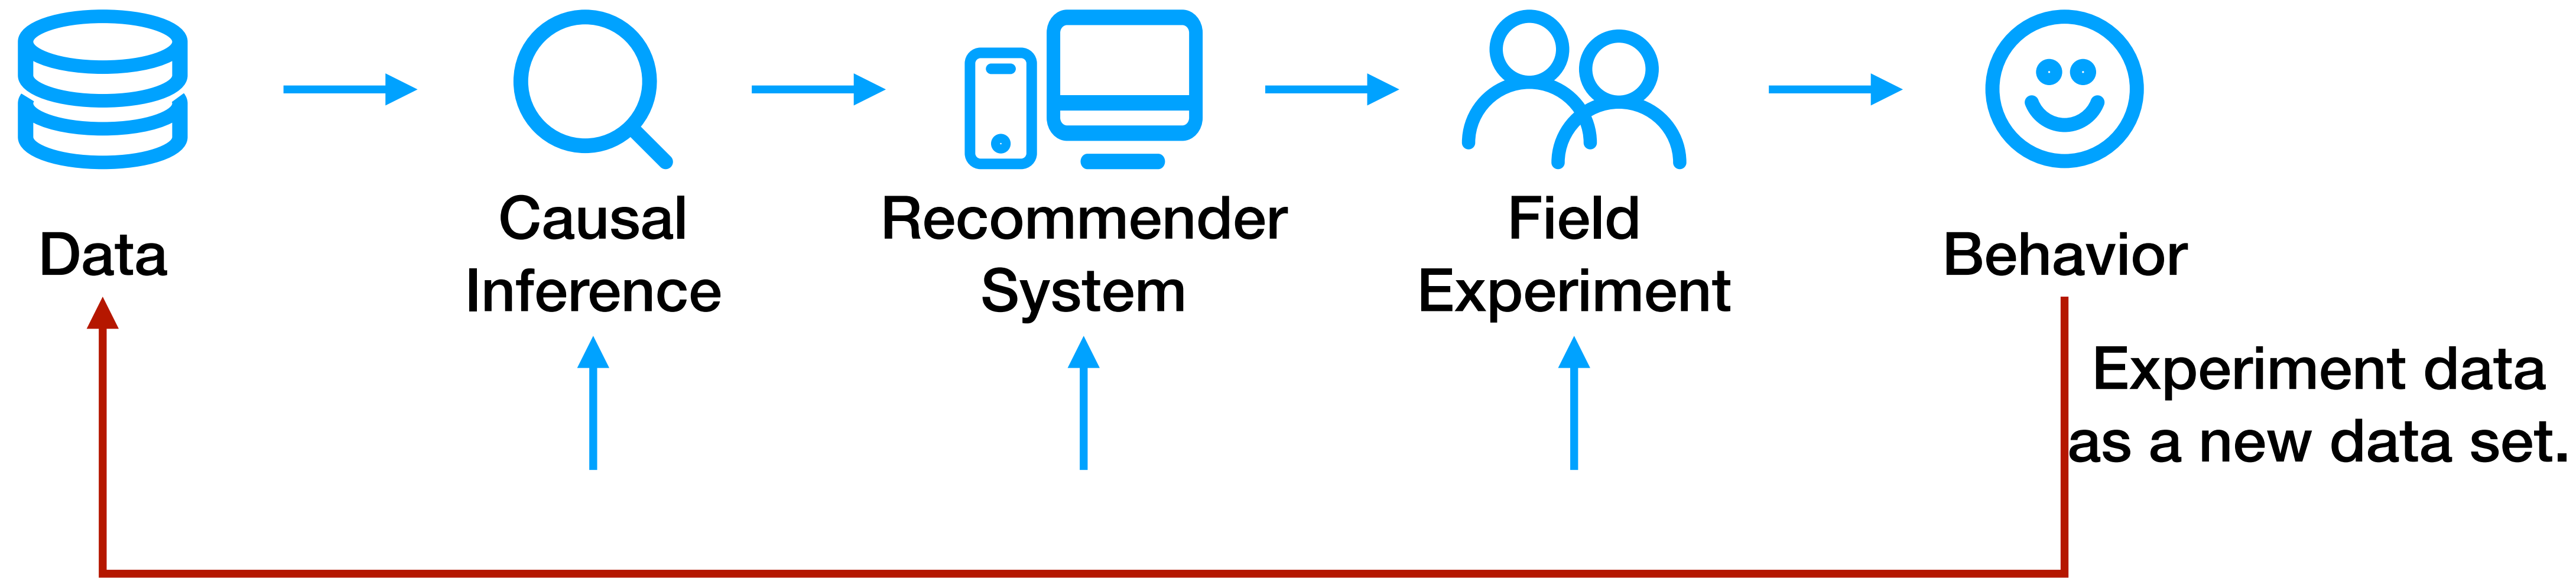 Data
Causal
Inference
Recommender
System
Field
Experiment
Behavior
Experiment data
as a new data set.